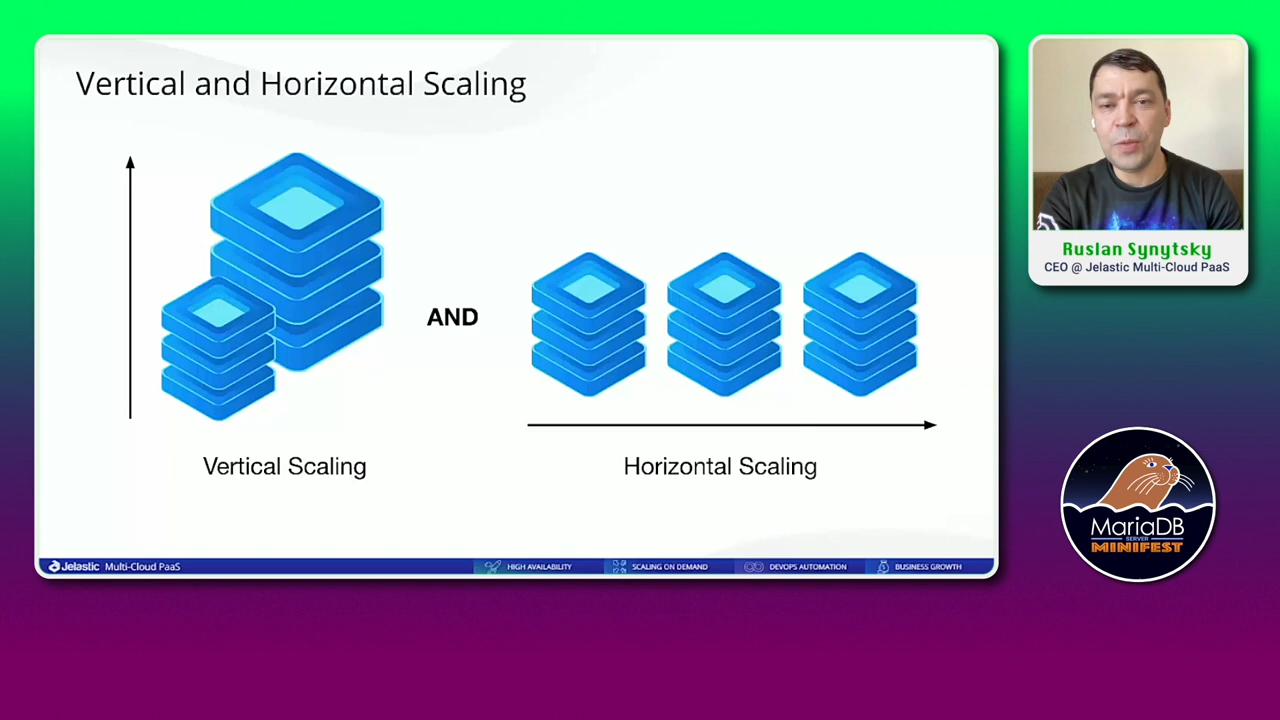 Vertical and Horizontal Scaling
AND
Vertical Scaling
Horizontal Scaling
Jelastic Multi-Cloud PaaS
HIGH AVAILABILITY
SCALING ON DEMAND
DEVOPS AUTOMATION
BUSINESS GROWTH
Ruslan Synytsky
CEO @ Jelastic Multi-Cloud PaaS
MariaDB
SERVER
MINIFEST